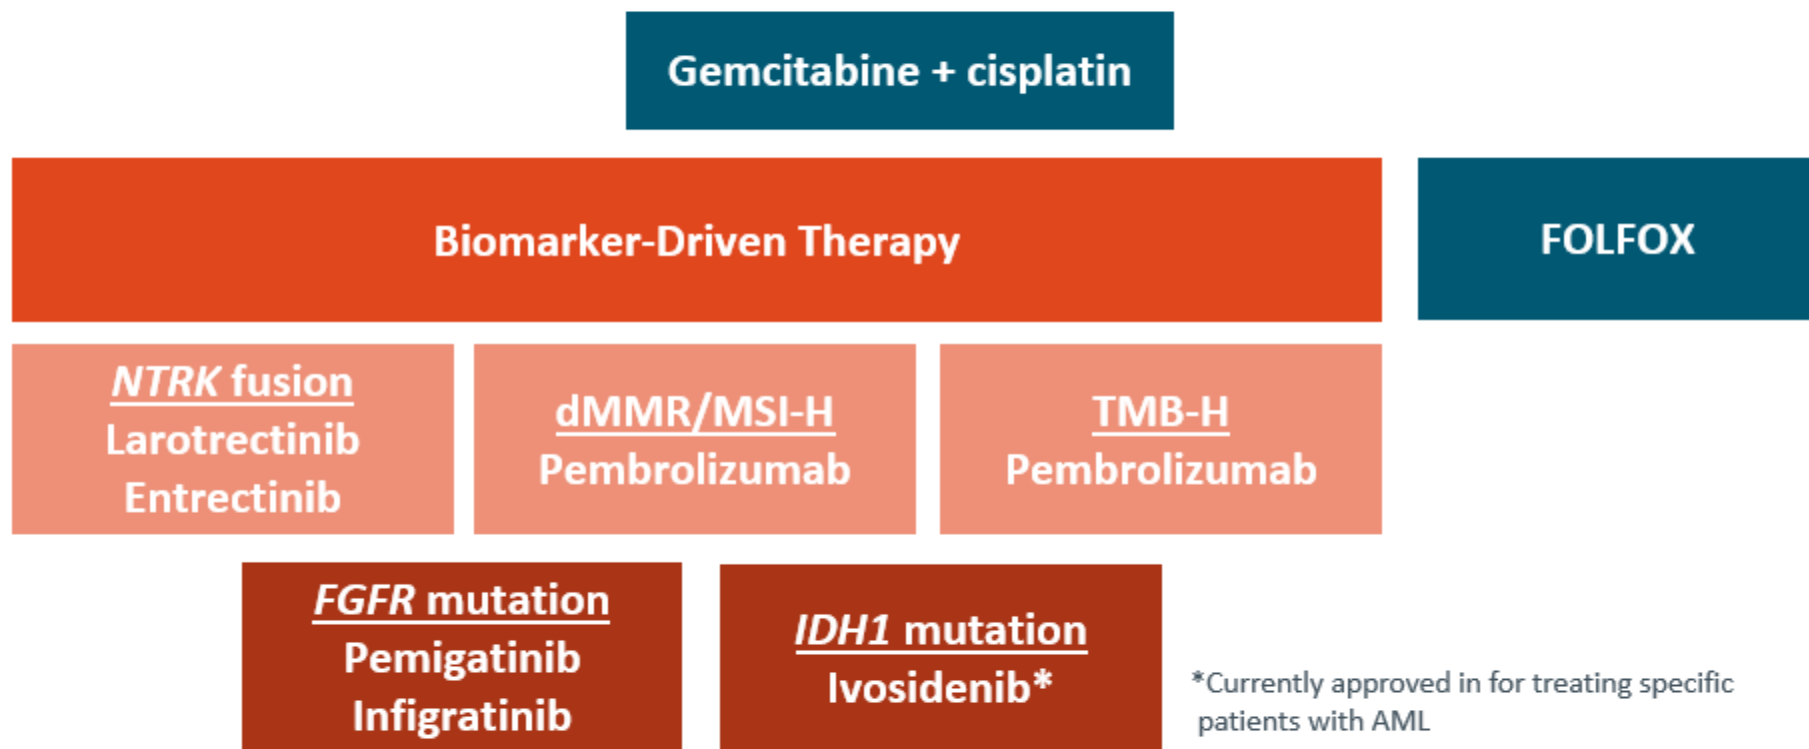 Gemcitabine + cisplatin
Biomarker-Driven Therapy
FOLFOX
NTRK fusion
Larotrectinib
Entrectinib
dMMR/MSI-H
Pembrolizumab
TMB-H
Pembrolizumab
FGFR mutation
Pemigatinib
Infigratinib
IDH1 mutation
Ivosidenib*
*Currently approved in for treating specific
patients with AML